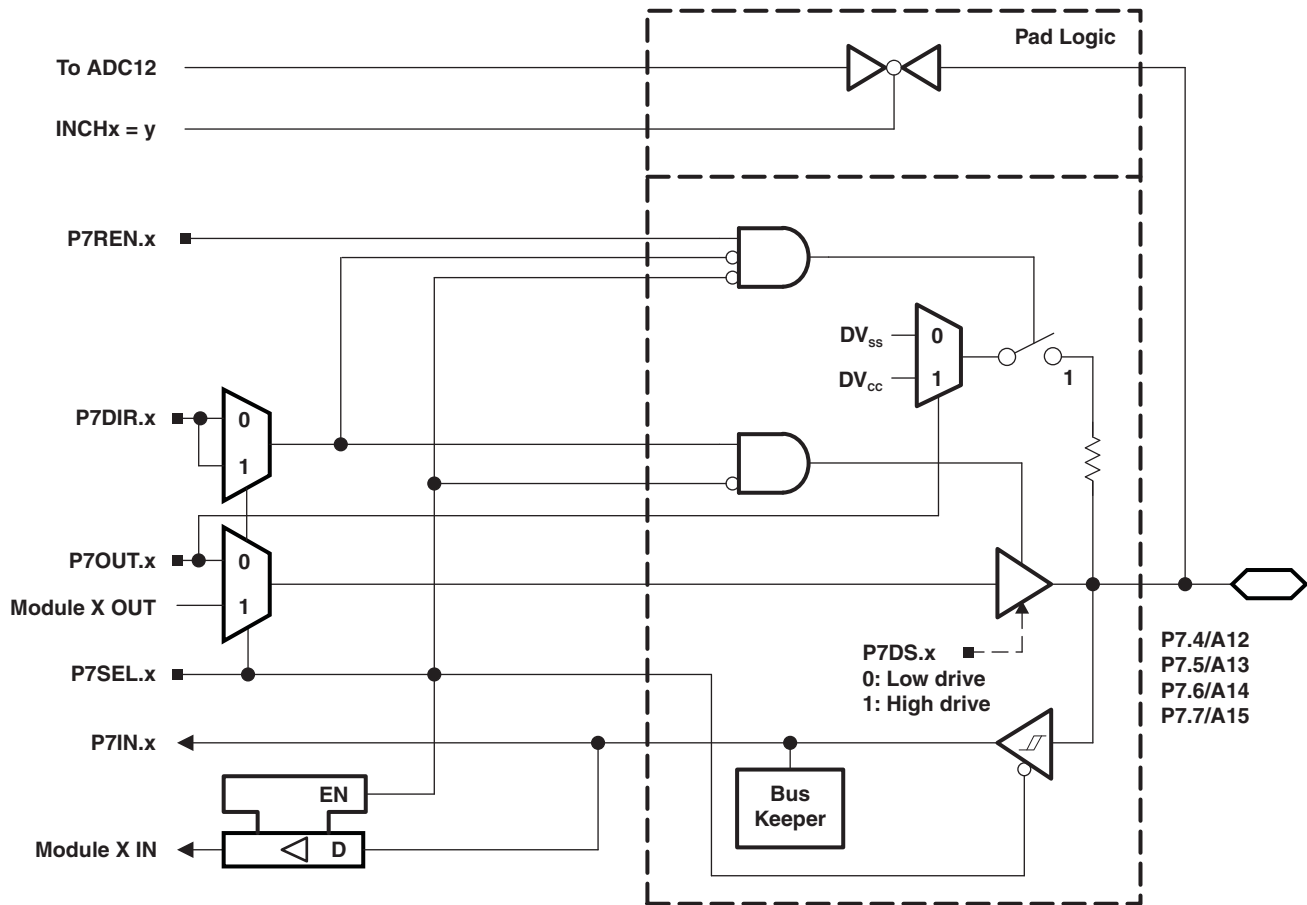 Pad Logic
To ADC12
INCHx = y
P7REN.x
DVSS
0
DVCC
1
1
P7DIR.x
0
1
P7OUT.x
0
Module X OUT
1
P7SEL.x
P7DS.x
0: Low drive
1: High drive
P7.4/A12
P7.5/A13
P7.6/A14
P7.7/A15
P7IN.x
EN
Bus
Keeper
Module X IN
D